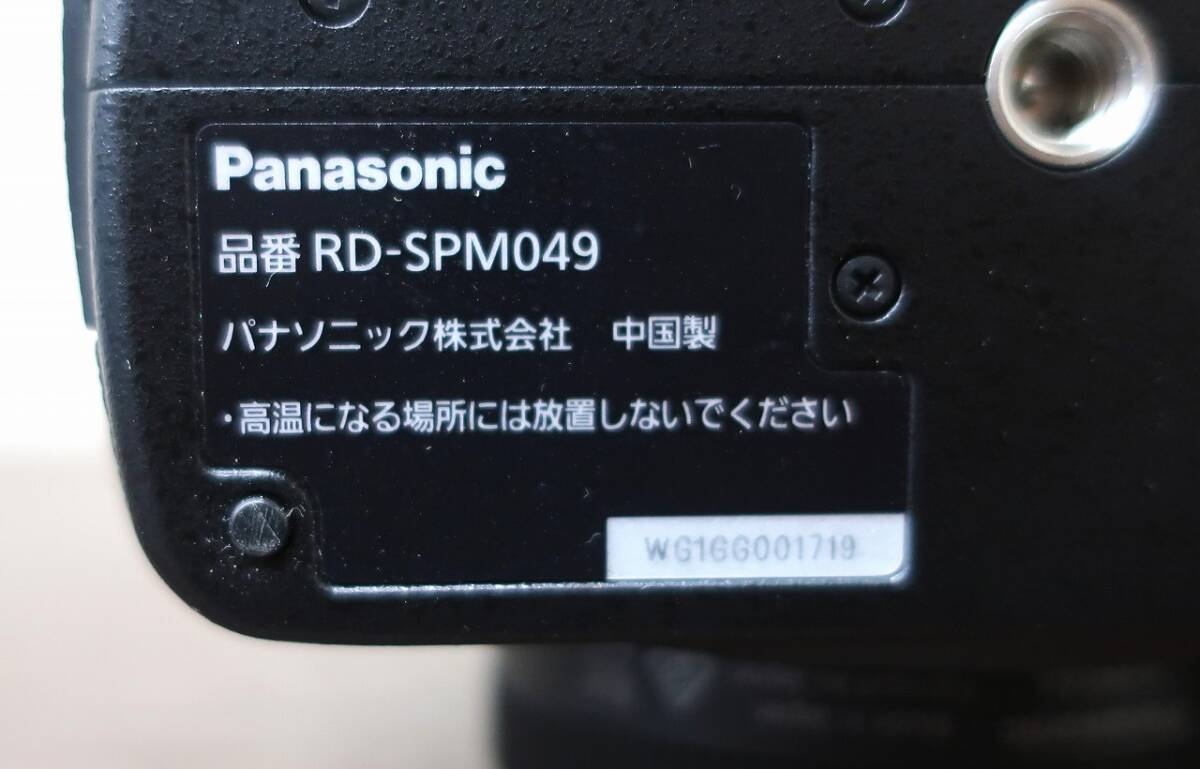 Panasonic
品番 RD-SPM049
パナソニック株式会社 中国製
・高温になる場所には放置しないでください
WG16G001719